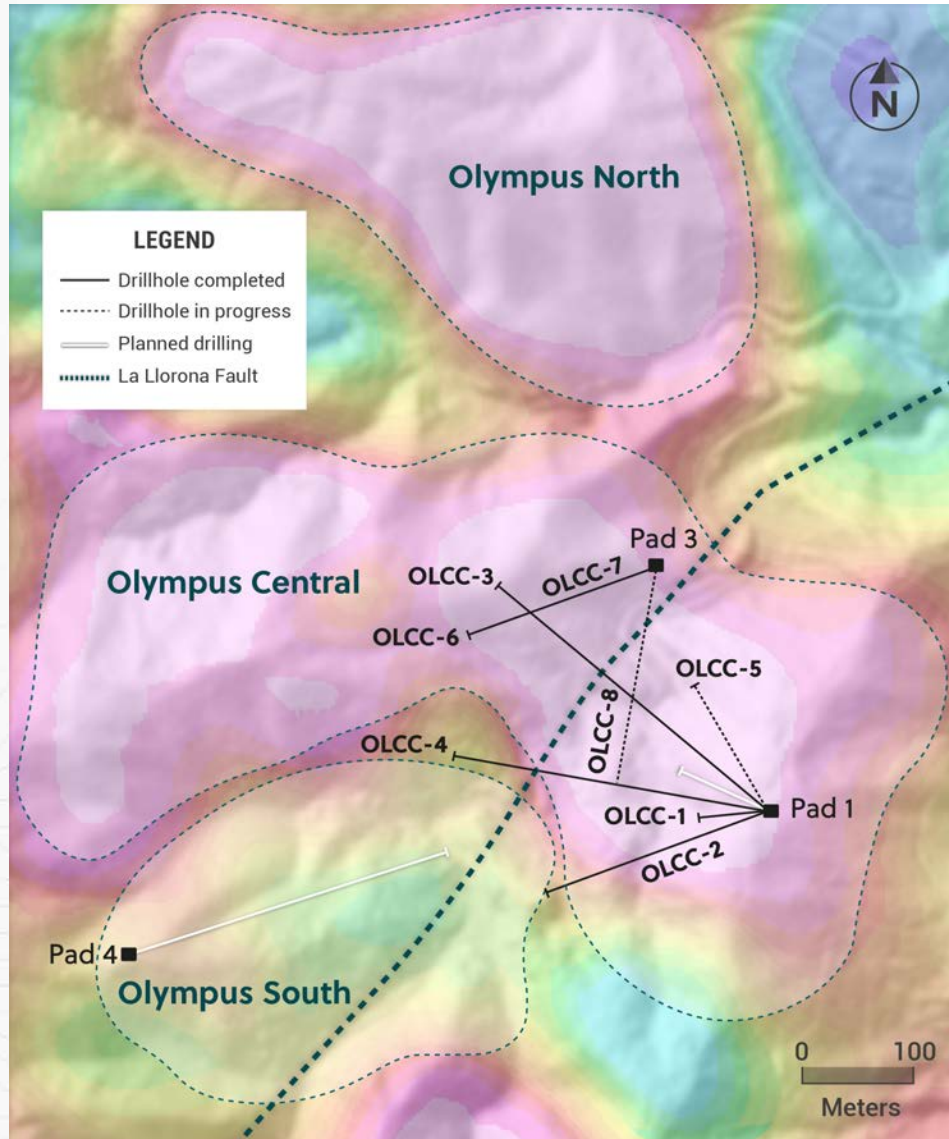 N
Olympus North
LEGEND
Drillhole completed
Drillhole in progress
Planned drilling
La Llorona Fault
Pad 3
OLCC-7
OLCC-3
Olympus Central
OLCC-6
OLCC-5
OLCC-8
OLCC-4
Pad 1
OLCC-1
OLCC-2
Pad 4
Olympus South
0 100
Meters